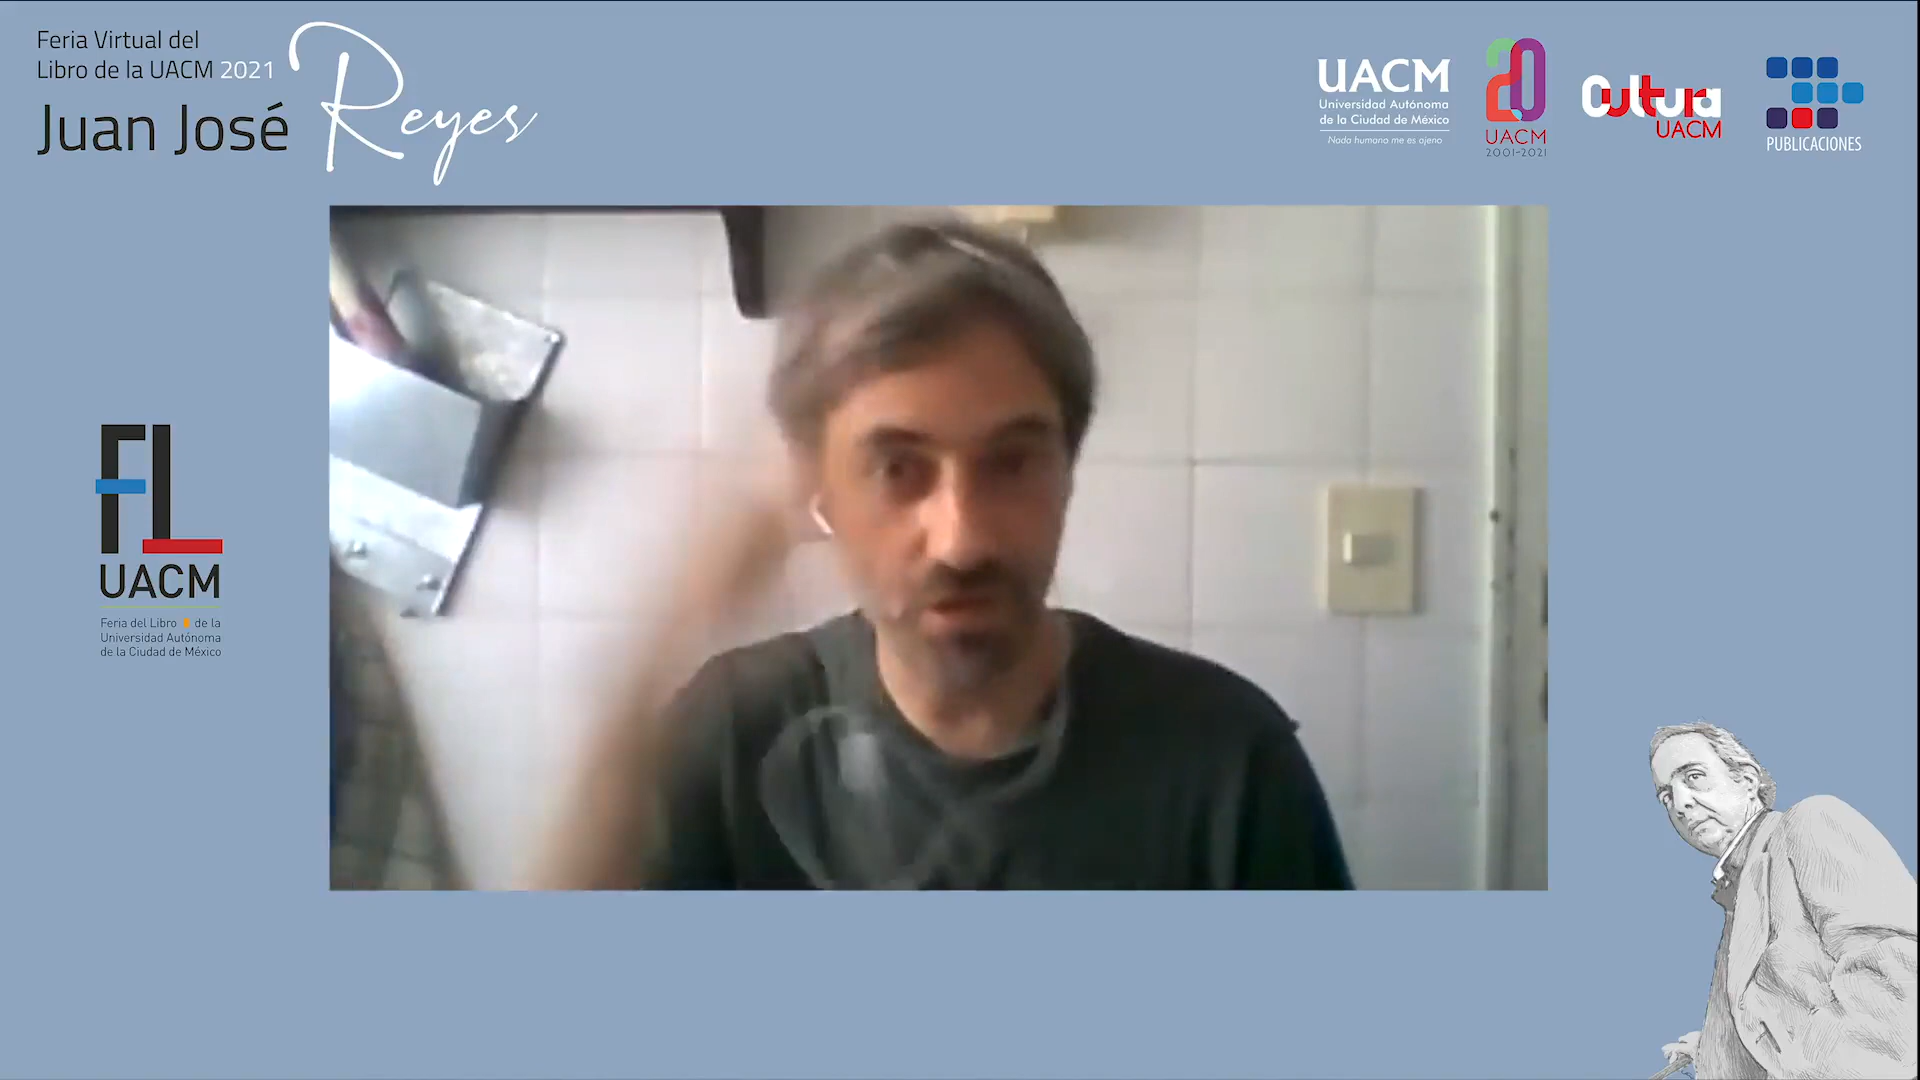 Feria Virtual del
Libro de la UACM 2021
Juan José Reyes
UACM
Universidad Autónoma
de la Ciudad de México
Nada humano me es ajeno
20
UACM
2001-2021
Cultura
UACM
PUBLICACIONES
FL
UACM
Feria del Libro de la
Universidad Autónoma
de la Ciudad de México